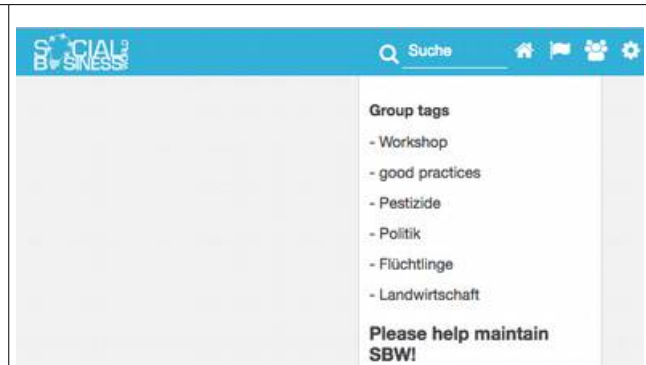 SOCIAL
BUSINESS
Suche
Group tags
- Workshop
- good practices
- Pestizide
- Politik
- Flüchtlinge
- Landwirtschaft
Please help maintain
SBW!